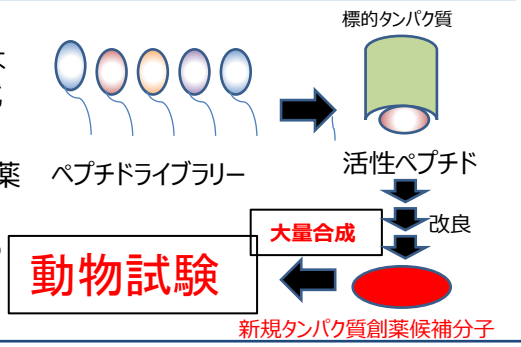 標的タンパク質
薬
ペプチドライブラリー
活性ペプチド
改良
大量合成
動物試験
新規タンパク質創薬候補分子